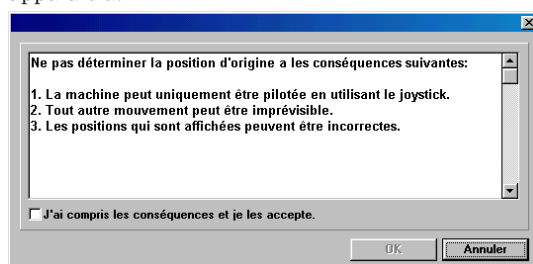 Ne pas déterminer la position d'origine a les conséquences suivantes:
1. La machine peut uniquement être pilotée en utilisant le joystick.
2. Tout autre mouvement peut être imprévisible.
3. Les positions qui sont affichées peuvent être incorrectes.
J'ai compris les conséquences et je les accepte.
OK Annuler